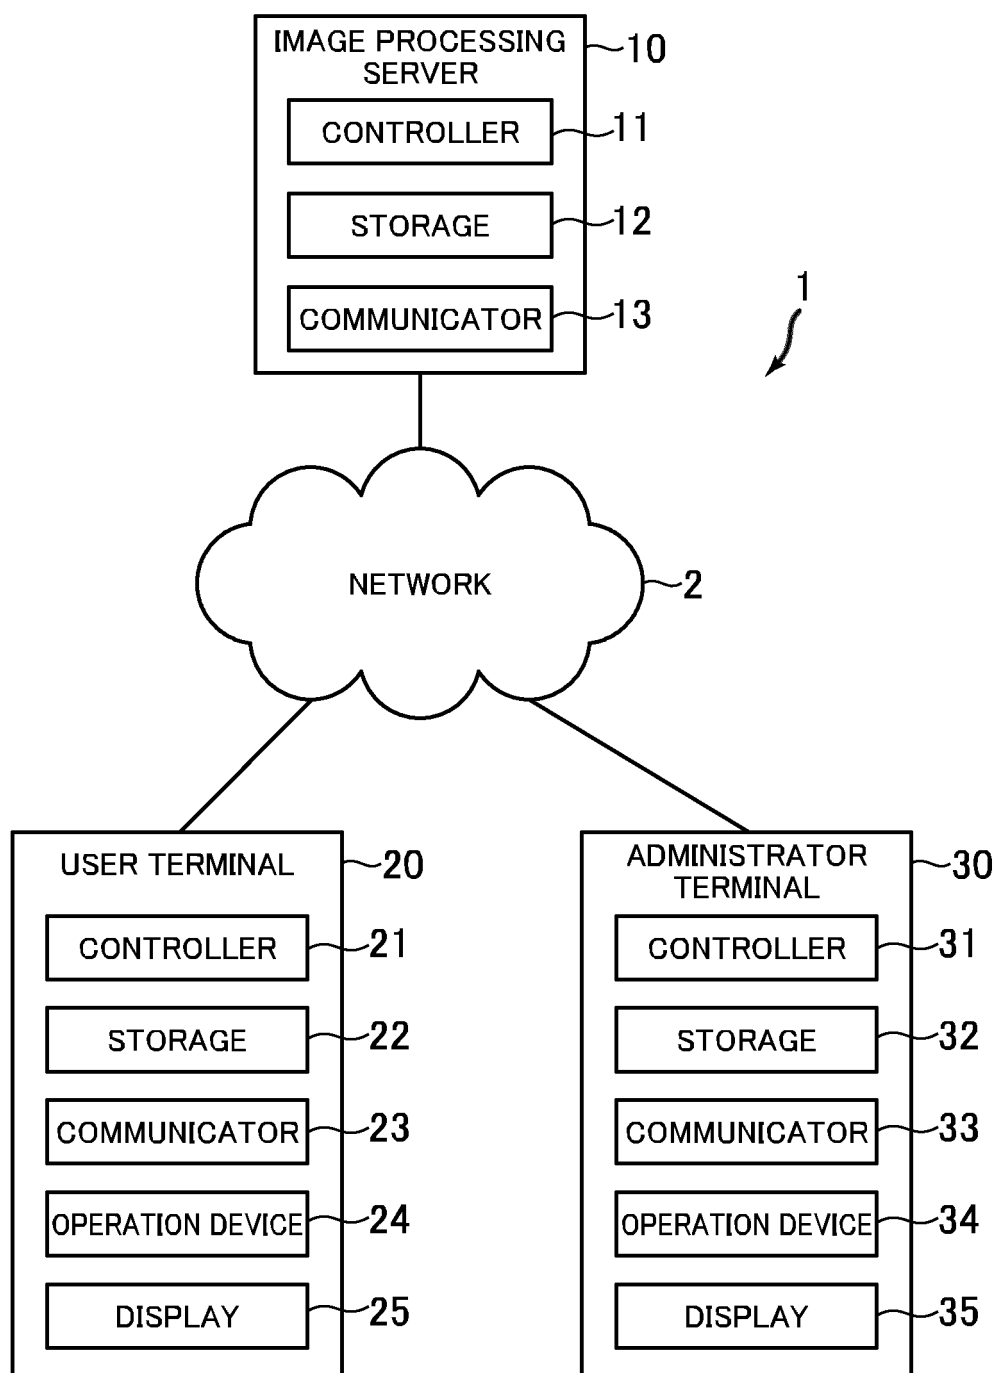 IMAGE PROCESSING
SERVER
10
CONTROLLER
11
STORAGE
12
COMMUNICATOR
13
1
NETWORK
2
USER TERMINAL
20
CONTROLLER
21
STORAGE
22
COMMUNICATOR
23
OPERATION DEVICE
24
DISPLAY
25
ADMINISTRATOR
TERMINAL
30
CONTROLLER
31
STORAGE
32
COMMUNICATOR
33
OPERATION DEVICE
34
DISPLAY
35